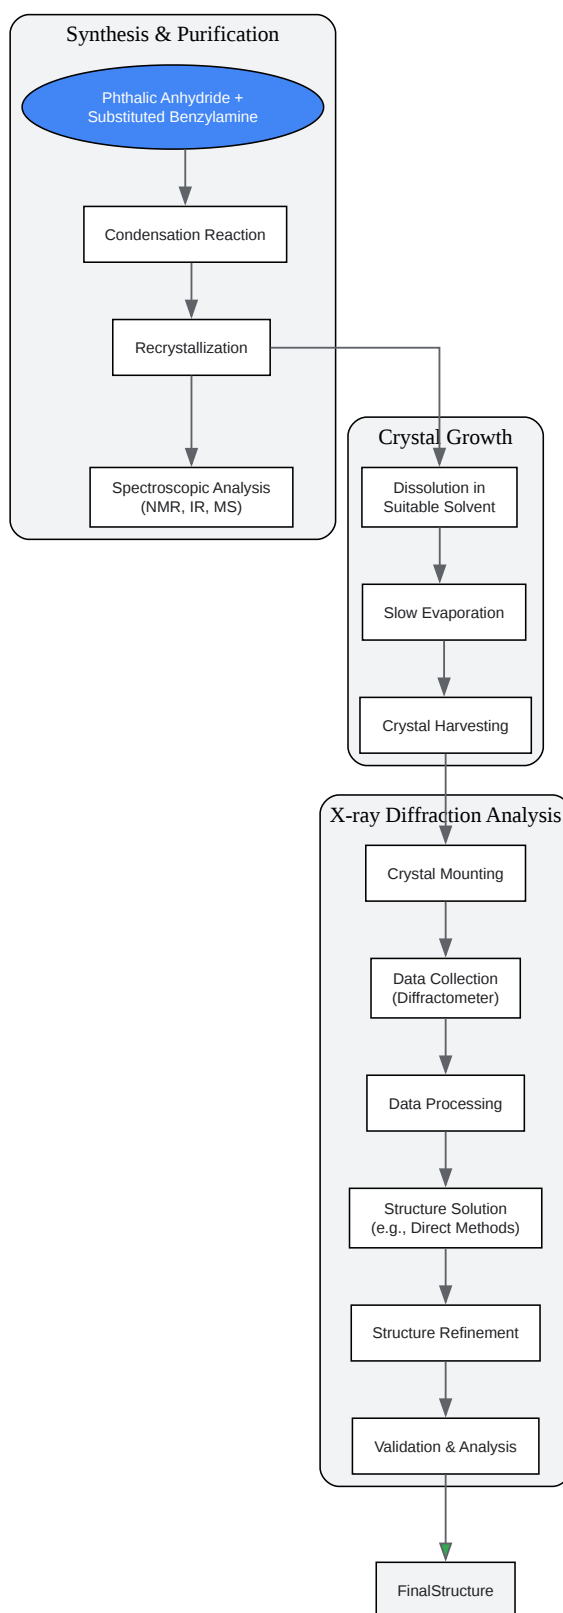 Synthesis & Purification
Phthalic Anhydride +
Substituted Benzylamine
Condensation Reaction
Recrystallization
Spectroscopic Analysis
(NMR, IR, MS)
Crystal Growth
Dissolution in
Suitable Solvent
Slow Evaporation
Crystal Harvesting
X-ray Diffraction Analysis
Crystal Mounting
Data Collection
(Diffractometer)
Data Processing
Structure Solution
(e.g., Direct Methods)
Structure Refinement
Validation & Analysis
FinalStructure